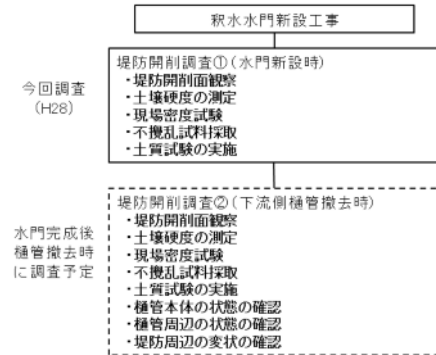 釈水水門新設工事
今回調査
(H28)
堤防開削調査①(水門新設時)
・堤防開削面観察
・土壌硬度の測定
・現場密度試験
・不攪乱試料採取
・土質試験の実施
水門完成後
樋管撤去時
に調査予定
堤防開削調査②(下流側樋管撤去時)
・堤防開削面観察
・土壌硬度の測定
・現場密度試験
・不攪乱試料採取
・土質試験の実施
・樋管本体の状態の確認
・樋管周辺の状態の確認
・堤防周辺の変状の確認